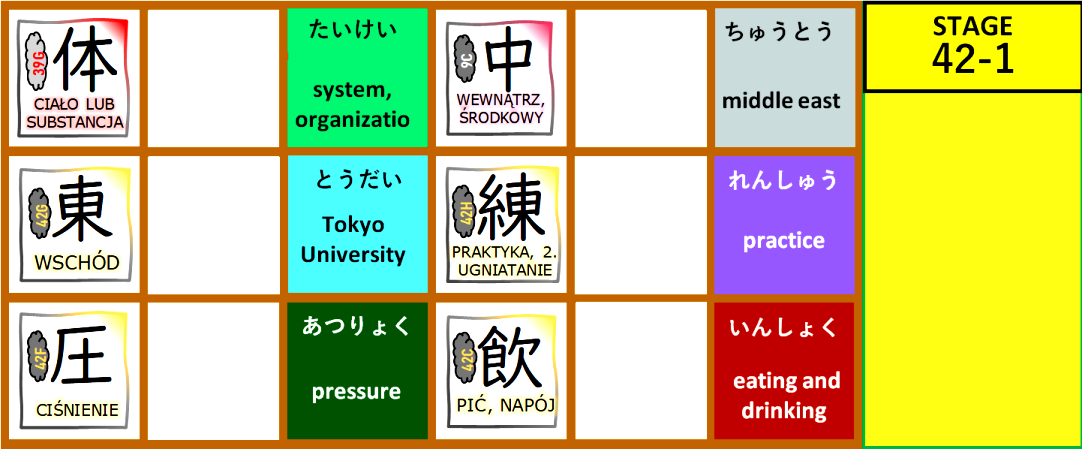 39G
体
CIAŁO LUB
SUBSTANCJA
たいけい
system,
organizatio
9C
中
WEWNĄTRZ,
ŚRODKOWY
ちゅうとう
middle east
STAGE
42-1
42G
東
WSCHÓD
とうだい
Tokyo
University
42H
練
PRAKTYKA, 2.
UGNIATANIE
れんしゅう
practice
42F
圧
CIŚNIENIE
あつりょく
pressure
42C
飲
PIĆ, NAPÓJ
いんしょく
eating and
drinking